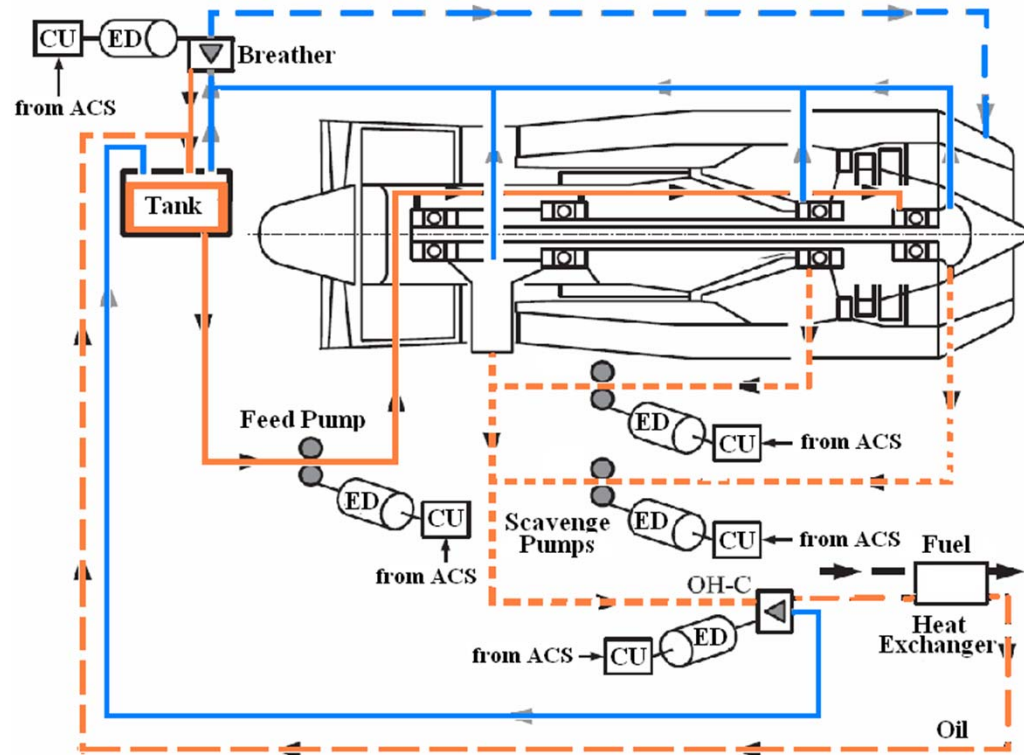 CU
ED
Breather
from ACS
Tank
Feed Pump
ED
CU
from ACS
ED
CU
from ACS
Scavenge
Pumps
ED
CU
from ACS
Fuel
OH-C
Heat
Exchanger
from ACS
CU
ED
Oil